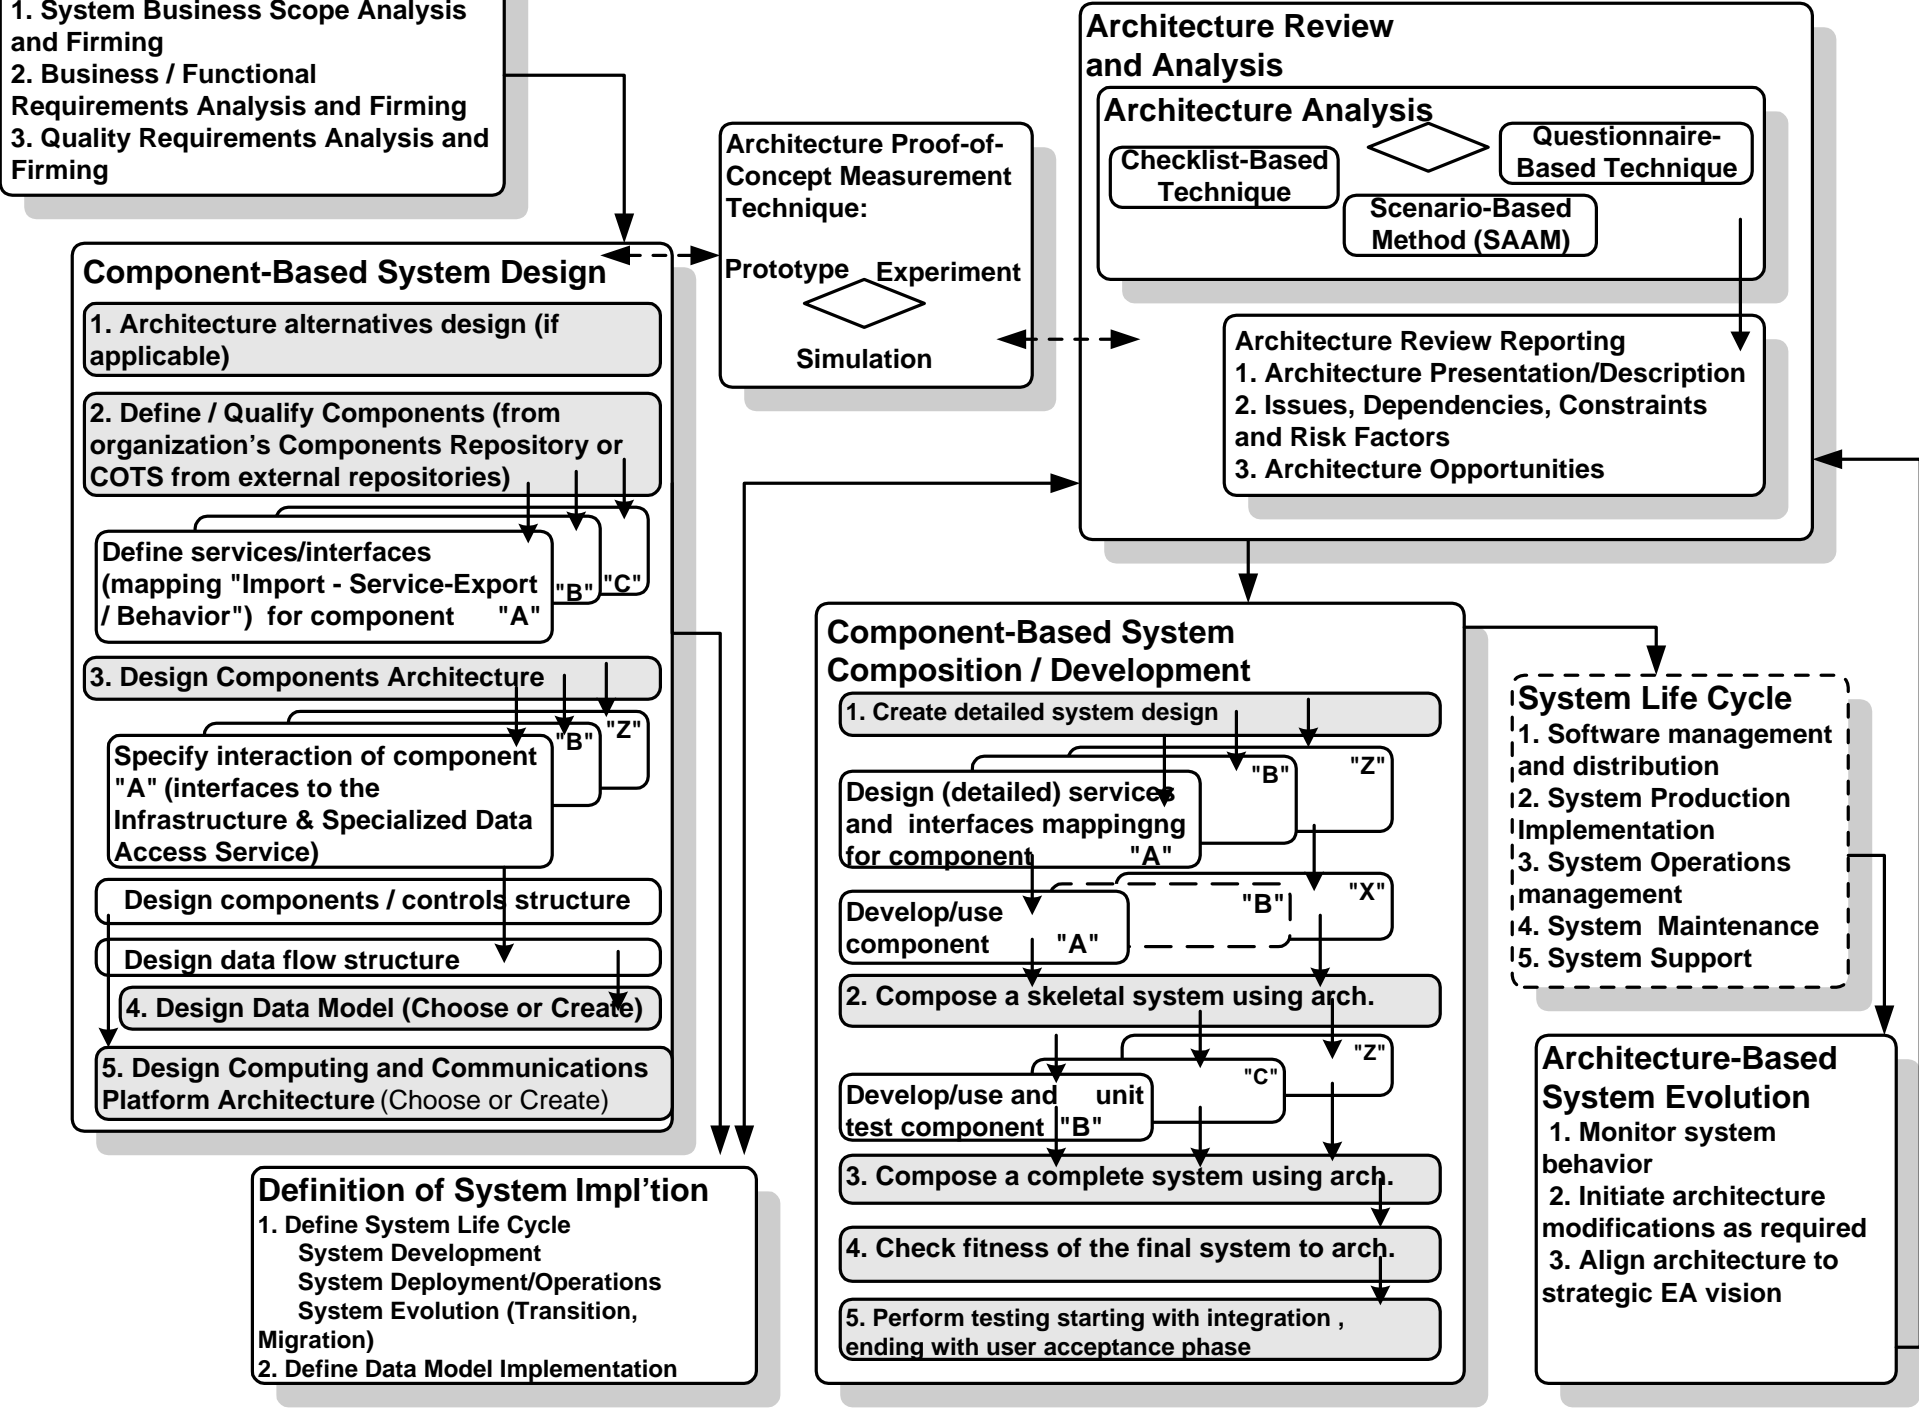 1. System Business Scope Analysis
and Firming
2. Business / Functional
Requirements Analysis and Firming
3. Quality Requirements Analysis and
Firming
Component-Based System Design
1. Architecture alternatives design (if
applicable)
2. Define / Qualify Components (from
organization's Components Repository or
COTS from external repositories)
Define services/interfaces
(mapping "Import - Service-Export
/ Behavior") for component "A"
"B"
"C"
3. Design Components Architecture
Specify interaction of component
"A" (interfaces to the
Infrastructure & Specialized Data
Access Service)
"B"
"Z"
Design components / controls structure
Design data flow structure
4. Design Data Model (Choose or Create)
5. Design Computing and Communications
Platform Architecture (Choose or Create)
Definition of System Impl'tion
1. Define System Life Cycle
System Development
System Deployment/Operations
System Evolution (Transition,
Migration)
2. Define Data Model Implementation
Architecture Proof-of-
Concept Measurement
Technique:
Prototype Experiment
Simulation
Architecture Review
and Analysis
Architecture Analysis
Checklist-Based
Technique
Questionnaire-
Based Technique
Scenario-Based
Method (SAAM)
Architecture Review Reporting
1. Architecture Presentation/Description
2. Issues, Dependencies, Constraints
and Risk Factors
3. Architecture Opportunities
Component-Based System
Composition / Development
1. Create detailed system design
Design (detailed) services
and interfaces mappingng
for component "A"
"B"
"Z"
Develop/use
component "A"
"B"
"X"
2. Compose a skeletal system using arch.
Develop/use and unit
test component "B"
"C"
"Z"
3. Compose a complete system using arch.
4. Check fitness of the final system to arch.
5. Perform testing starting with integration ,
ending with user acceptance phase
System Life Cycle
1. Software management
and distribution
2. System Production
Implementation
3. System Operations
management
4. System Maintenance
5. System Support
Architecture-Based
System Evolution
1. Monitor system
behavior
2. Initiate architecture
modifications as required
3. Align architecture to
strategic EA vision